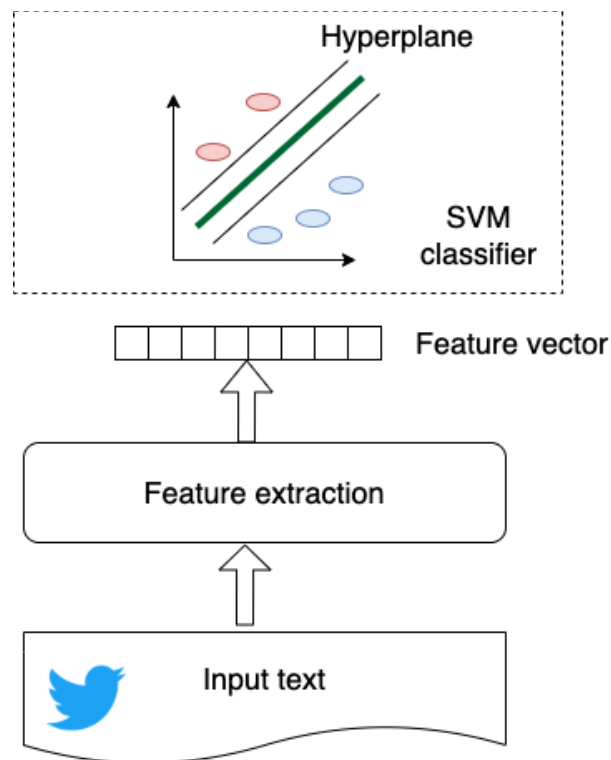 Hyperplane
SVM
classifier
Feature vector
Feature extraction
Input text